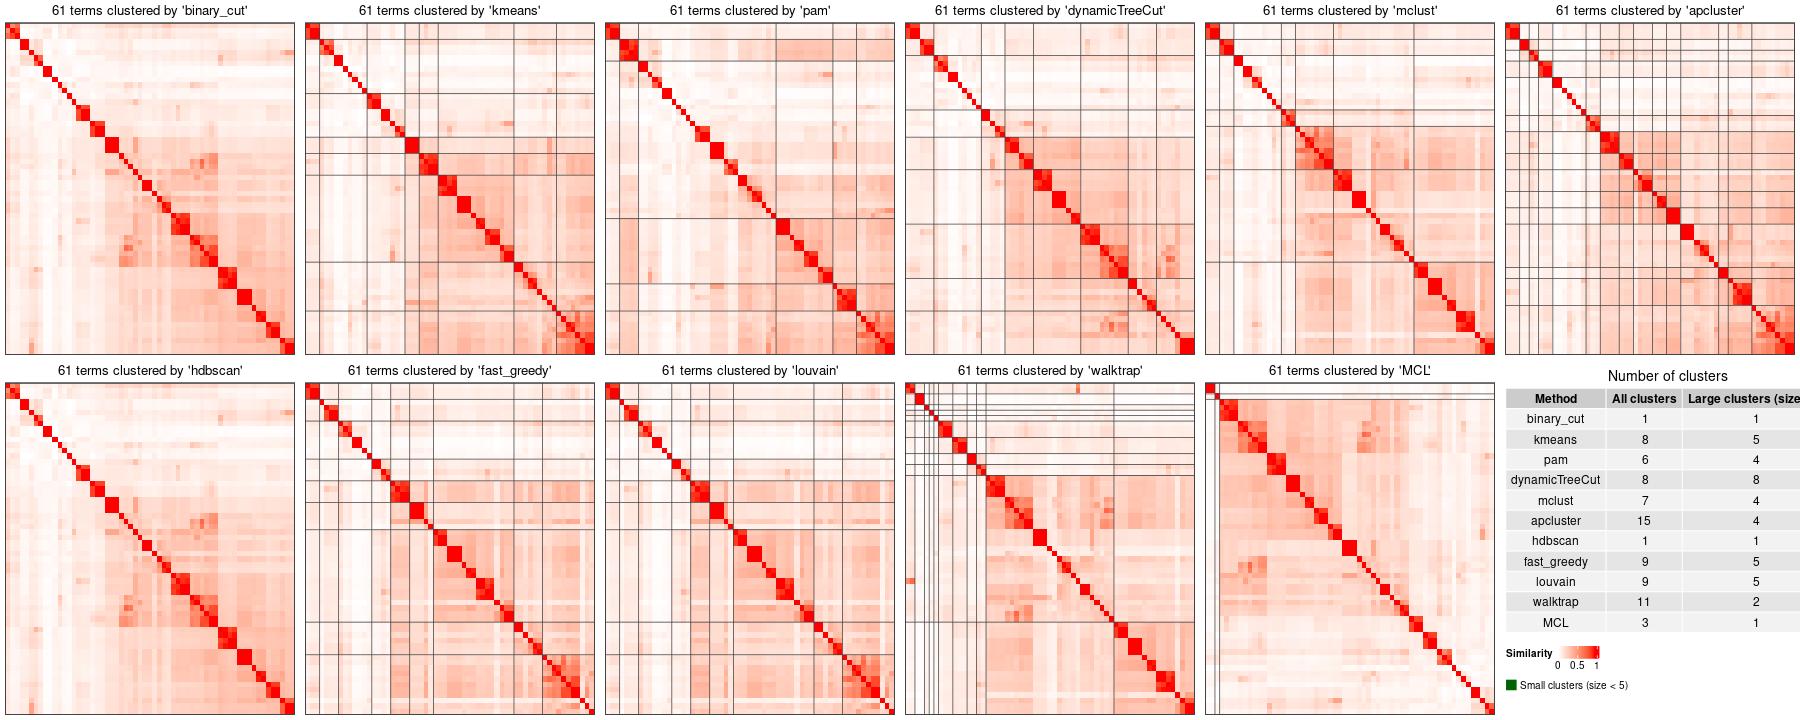 61 terms clustered by 'binary_cut'
61 terms clustered by 'kmeans'
61 terms clustered by 'pam'
61 terms clustered by 'dynamicTreeCut'
61 terms clustered by 'mclust'
61 terms clustered by 'apcluster'
61 terms clustered by 'hdbscan'
61 terms clustered by 'fast_greedy'
61 terms clustered by 'louvain'
61 terms clustered by 'walktrap'
61 terms clustered by 'MCL'
Number of clusters
Method All clusters Large clusters (size
binary_cut 1 1
kmeans 8 5
pam 6 4
dynamicTreeCut 8 8
mclust 7 4
apcluster 15 4
hdbscan 1 1
fast_greedy 9 5
louvain 9 5
walktrap 11 2
MCL 3 1
Similarity
0 0.5 1
Small clusters (size < 5)